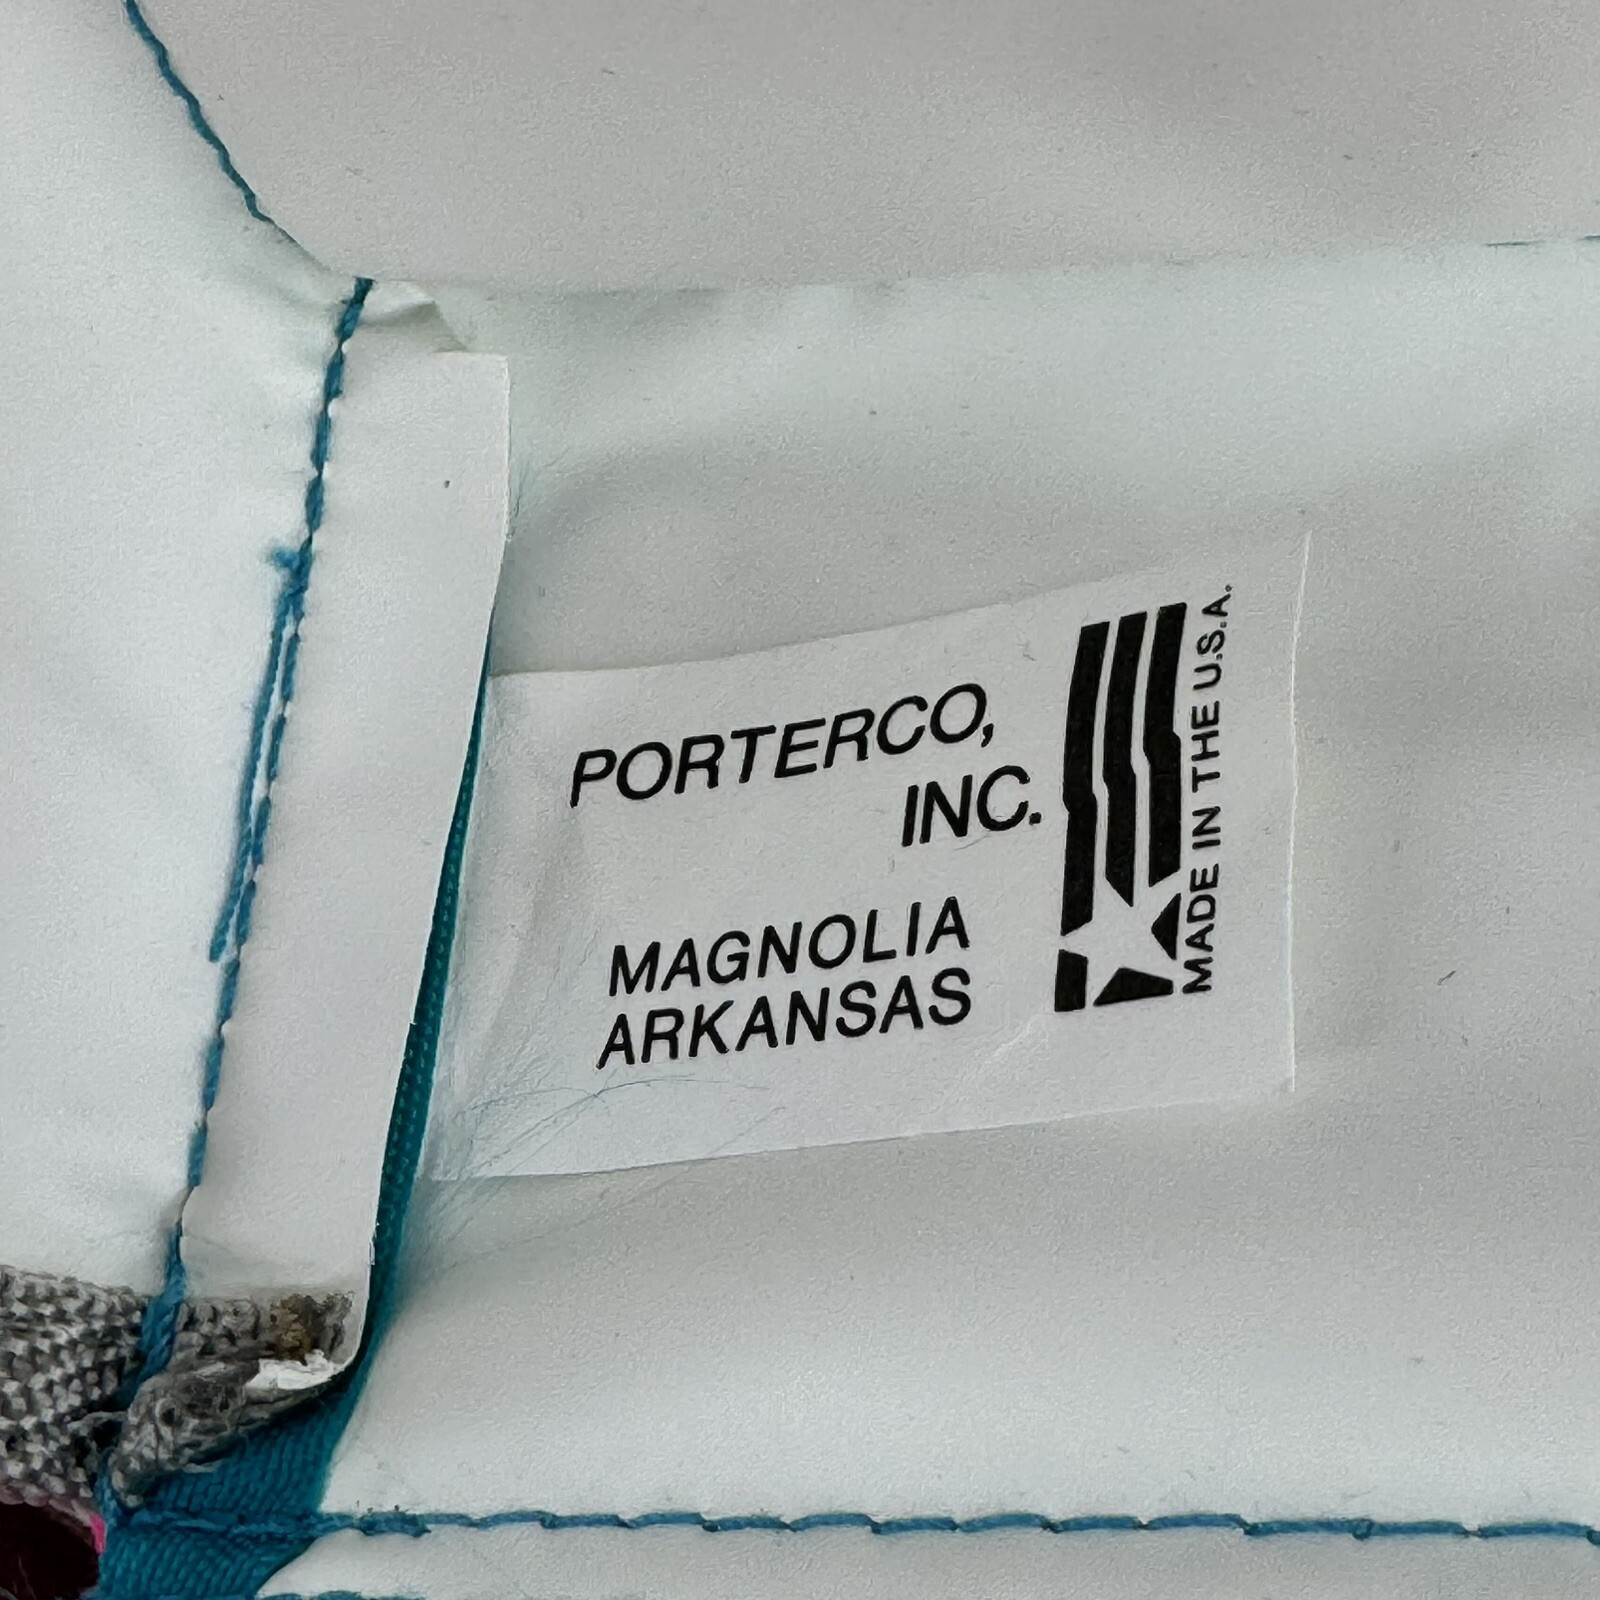 PORTERCO,
INC.
MAGNOLIA
ARKANSAS
MADE IN THE U.S.A.